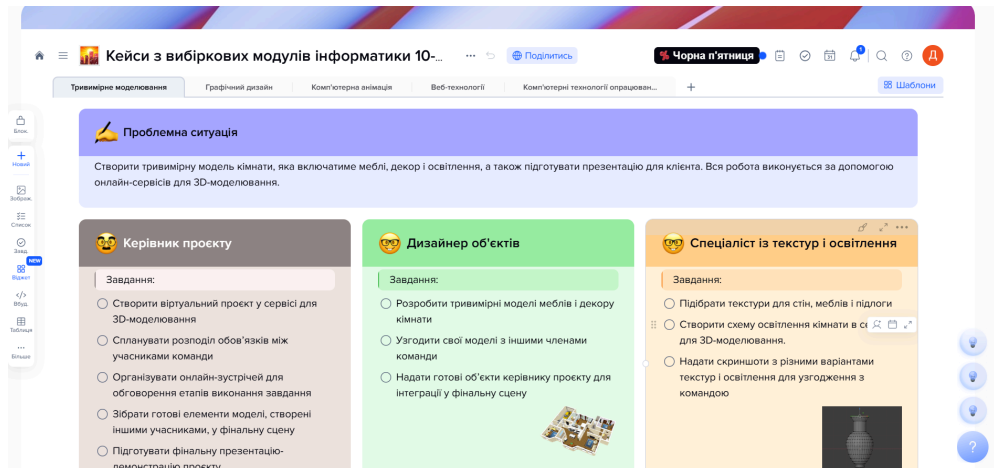 Кейси з вибіркових модулів інформатики 10-...
Поділитись
Чорна п'ятниця
31
1
Д
Тривимірне моделювання
Графічний дизайн
Комп'ютерна анімація
Веб-технології
Комп'ютерні технології опрацюван...
Шаблони
Блок.
Новий
Зображ.
Список
Завд.
NEW
Віджет
Вбуд.
Таблиця
Більше
Проблемна ситуація
Створити тривимірну модель кімнати, яка включатиме меблі, декор і освітлення, а також підготувати презентацію для клієнта. Вся робота виконується за допомогою
онлайн-сервісів для 3D-моделювання.
Керівник проєкту
Завдання:
Створити віртуальний проєкт у сервісі для
3D-моделювання
Спланувати розподіл обов'язків між
учасниками команди
Організувати онлайн-зустрічей для
обговорення етапів виконання завдання
Зібрати готові елементи моделі, створені
іншими учасниками, у фінальну сцену
Підготувати фінальну презентацію-
демонстрацію проєкту
Дизайнер об'єктів
Завдання:
Розробити тривимірні моделі меблів і декору
кімнати
Узгодити свої моделі з іншими членами
команди
Надати готові об'єкти керівнику проєкту для
інтеграції у фінальну сцену
Спеціаліст із текстур і освітлення
Завдання:
Підібрати текстури для стін, меблів і підлоги
Створити схему освітлення кімнати в се
для 3D-моделювання.
Надати скриншоти з різними варіантами
текстур і освітлення для узгодження з
командою
?